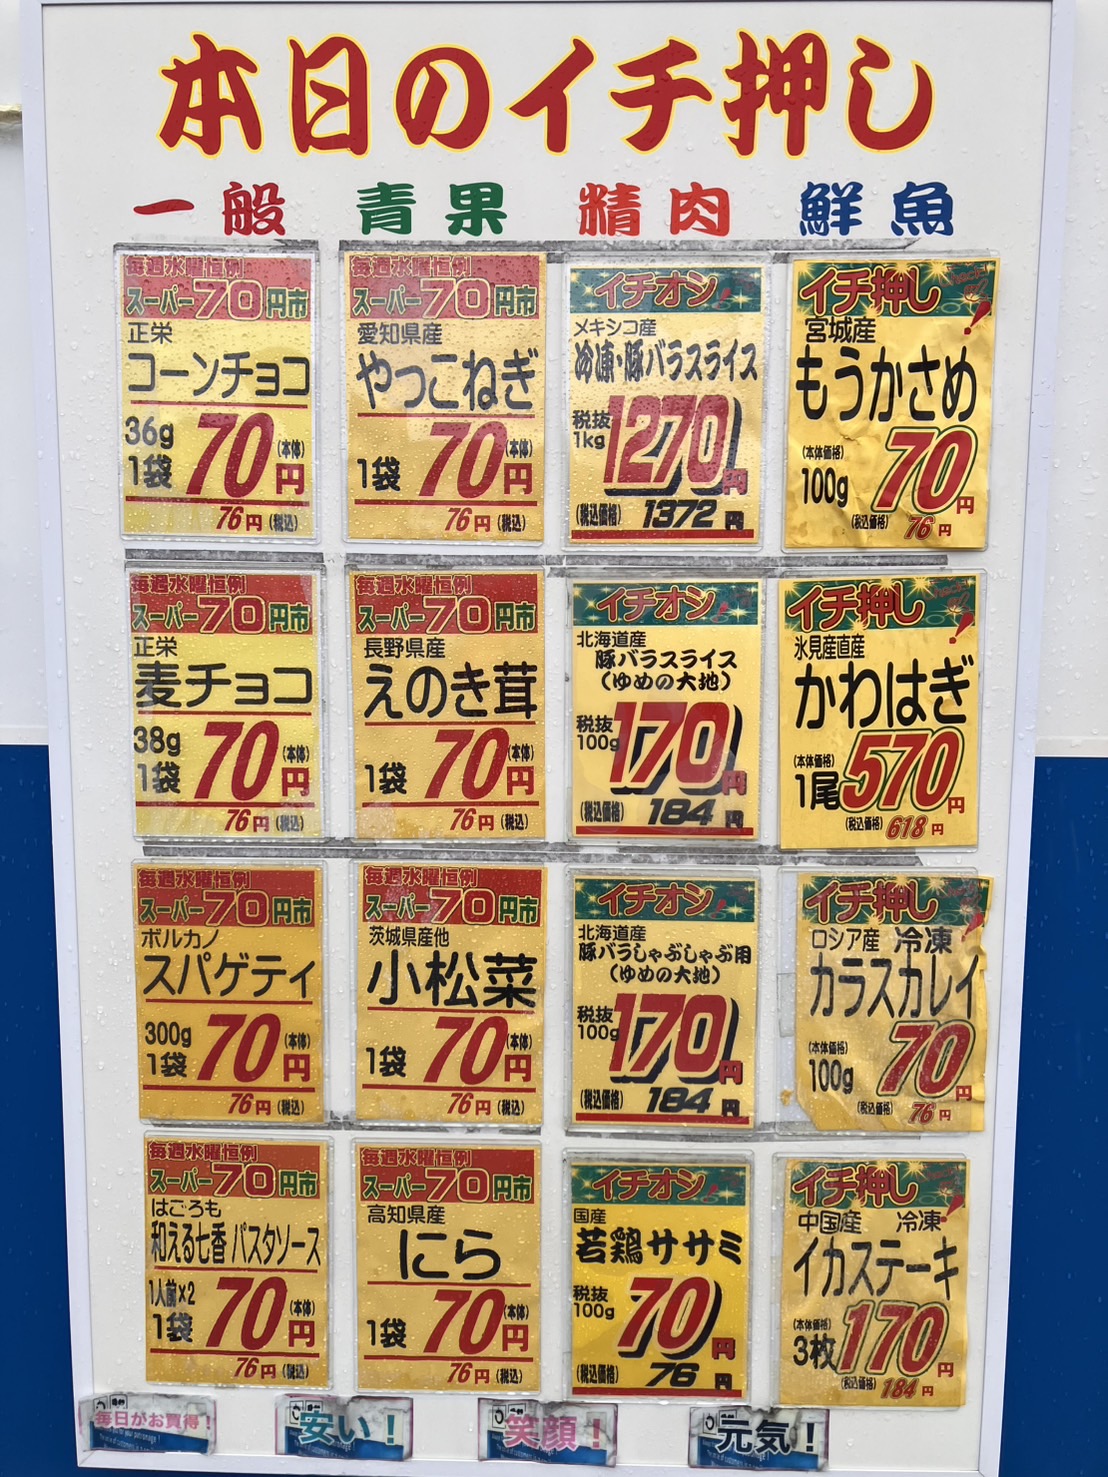 本日のイチ押し
一般 青果 精肉 鮮魚
毎週水曜恒例
スーパー70円市
正栄
コーンチョコ
36g
1袋
70円
(本体)
76円(税込)
毎週水曜恒例
スーパー70円市
愛知県産
やっこねぎ
1袋
70円
(本体)
76円(税込)
イチオシ!
メキシコ産
冷凍・豚バラスライス
税抜
1kg
1270円
(税込価格) 1372円
イチ押し!
宮城産
もうかさめ
(本体価格)
100g
70円
(税込価格) 76円
毎週水曜恒例
スーパー70円市
正栄
麦チョコ
38g
1袋
70円
(本体)
76円(税込)
毎週水曜恒例
スーパー70円市
長野県産
えのき茸
1袋
70円
(本体)
76円(税込)
イチオシ!
北海道産
豚バラスライス
(ゆめの大地)
税抜
100g
170円
(税込価格) 184円
イチ押し!
氷見産直産
かわはぎ
(本体価格)
1尾
570円
(税込価格) 618円
毎週水曜恒例
スーパー70円市
ボルカノ
スパゲティ
300g
1袋
70円
(本体)
76円(税込)
毎週水曜恒例
スーパー70円市
茨城県産他
小松菜
1袋
70円
(本体)
76円(税込)
イチオシ!
北海道産
豚バラしゃぶしゃぶ用
(ゆめの大地)
税抜
100g
170円
(税込価格) 184円
イチ押し!
ロシア産 冷凍
カラスカレイ
(本体価格)
100g
70円
(税込価格) 76円
毎週水曜恒例
スーパー70円市
はごろも
和える七香 パスタソース
1人前×2
1袋
70円
(本体)
76円(税込)
毎週水曜恒例
スーパー70円市
高知県産
にら
1袋
70円
(本体)
76円(税込)
イチオシ!
国産
若鶏ササミ
税抜
100g
70円
(税込価格) 76円
イチ押し!
中国産 冷凍
イカステーキ
(本体価格)
3枚
170円
(税込価格) 184円
毎日がお買得!
安い!
笑顔!
元気!